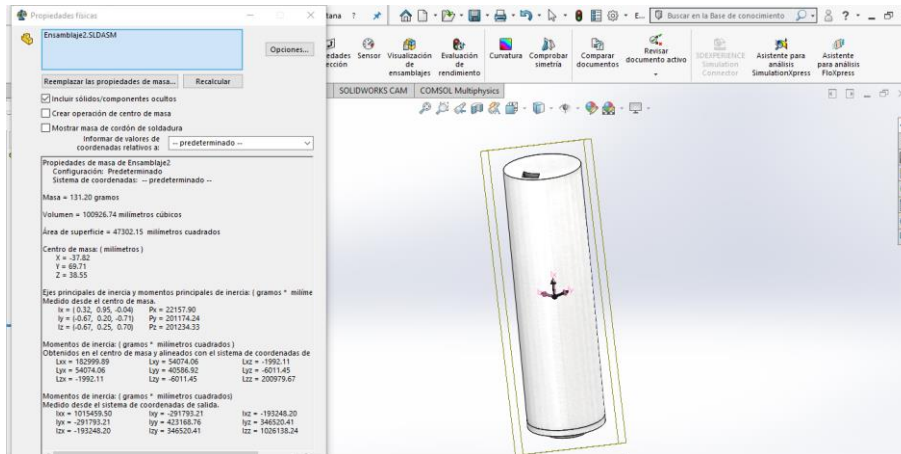 Propiedades físicas
Ensamblaje2.SLDASM
Opciones...
Reemplazar las propiedades de masa...
Recalcular
Incluir sólidos/componentes ocultos
Crear operación de centro de masa
Mostrar masa de cordón de soldadura
Informar de valores de
coordenadas relativos a:
-- predeterminado --
Propiedades de masa de Ensamblaje2
Configuración: Predeterminado
Sistema de coordenadas: -- predeterminado --
Masa = 131.20 gramos
Volumen = 100926.74 milímetros cúbicos
Área de superficie = 47302.15 milímetros cuadrados
Centro de masa: ( milímetros )
X = -37.82
Y = 69.71
Z = 38.55
Ejes principales de inercia y momentos principales de inercia: ( gramos * milíme
Medido desde el centro de masa.
Ix = ( 0.32, 0.95, -0.04) Px = 22157.90
Iy = (-0.67, 0.20, -0.71) Py = 201174.24
Iz = (-0.67, 0.25, 0.70) Pz = 201234.33
Momentos de inercia: ( gramos * milímetros cuadrados )
Obtenidos en el centro de masa y alineados con el sistema de coordenadas de
Lxx = 182999.89 Lxy = 54074.06 Lxz = -1992.11
Lyx = 54074.06 Lyy = 40586.92 Lyz = -6011.45
Lzx = -1992.11 Lzy = -6011.45 Lzz = 200979.67
Momentos de inercia: ( gramos * milímetros cuadrados)
Medido desde el sistema de coordenadas de salida.
Ixx = 1015459.50 Ixy = -291793.21 Ixz = -193248.20
Iyx = -291793.21 Iyy = 423168.76 Iyz = 346520.41
Izx = -193248.20 Izy = 346520.41 Izz = 1026138.24
tana ? E... Buscar en la Base de conocimiento ?
edades
ección
Sensor
Visualización
de
ensamblajes
Evaluación
de
rendimiento
Curvatura
Comprobar
simetría
Comparar
documentos
Revisar
documento activo
3DEXPERIENCE
Simulation
Connector
Asistente para
análisis
SimulationXpress
Asistente
para análisis
FloXpress
SOLIDWORKS CAM
COMSOL Multiphysics